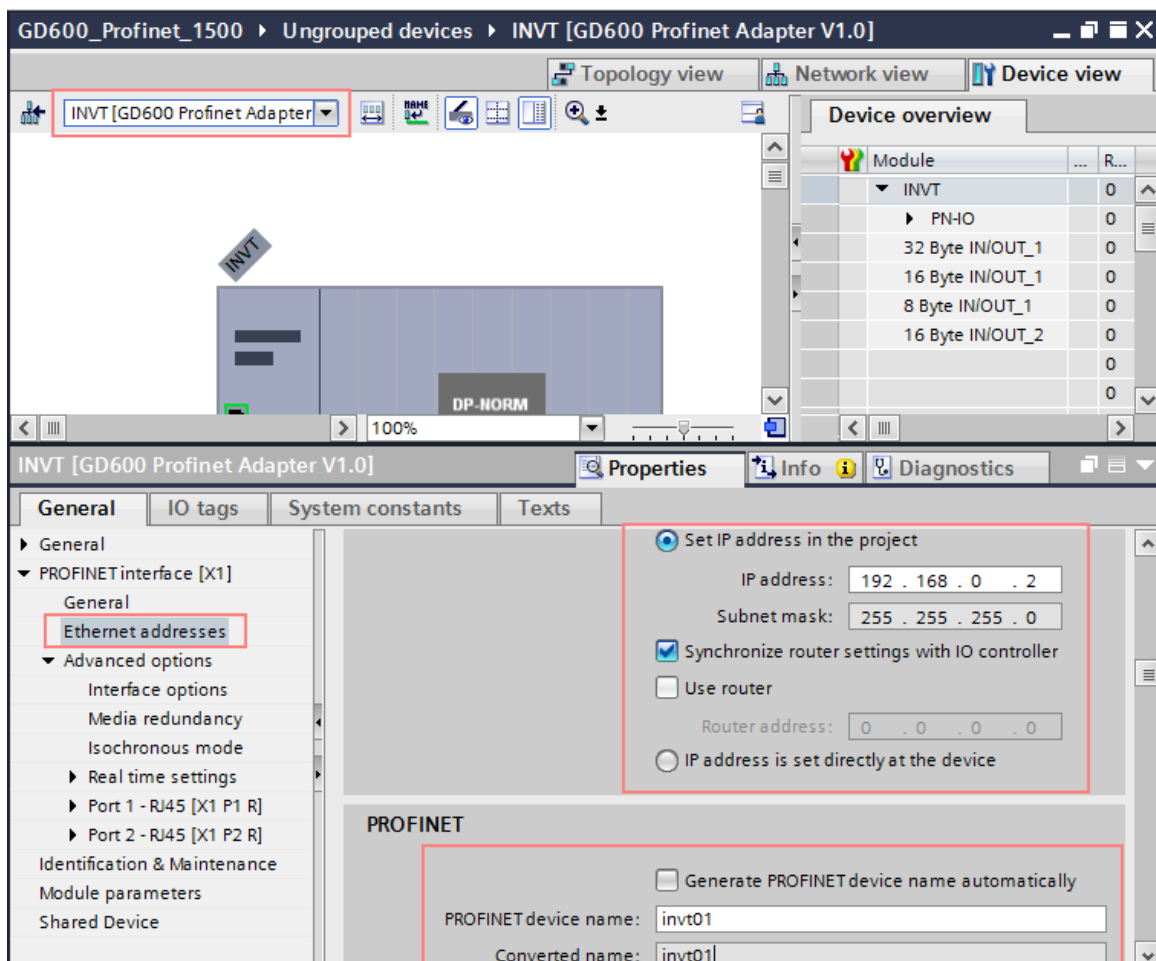 GD600_Profinet_1500 ▸ Ungrouped devices ▸ INVT [GD600 Profinet Adapter V1.0]
Topology view Network view Device view
INVT [GD600 Profinet Adapter
NAME
Device overview
Module ... R...
INVT 0
PN-IO 0
32 Byte IN/OUT_1 0
16 Byte IN/OUT_1 0
8 Byte IN/OUT_1 0
16 Byte IN/OUT_2 0
0
0
INVT
DP-NORM
100%
INVT [GD600 Profinet Adapter V1.0]
Properties Info Diagnostics
General IO tags System constants Texts
General
PROFINET interface [X1]
General
Ethernet addresses
Advanced options
Interface options
Media redundancy
Isochronous mode
Real time settings
Port 1 - RJ45 [X1 P1 R]
Port 2 - RJ45 [X1 P2 R]
Identification & Maintenance
Module parameters
Shared Device
Set IP address in the project
IP address: 192 . 168 . 0 . 2
Subnet mask: 255 . 255 . 255 . 0
Synchronize router settings with IO controller
Use router
Router address: 0 . 0 . 0 . 0
IP address is set directly at the device
PROFINET
Generate PROFINET device name automatically
PROFINET device name: invt01
Converted name: invt01